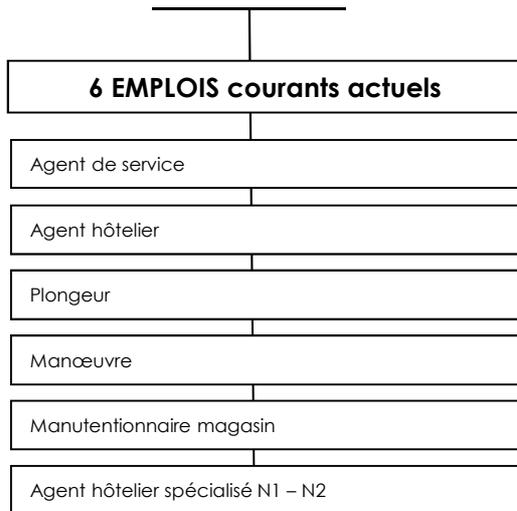 6 EMPLOIS courants actuels
Agent de service
Agent hôtelier
Plongeur
Manœuvre
Manutentionnaire magasin
Agent hôtelier spécialisé N1 – N2